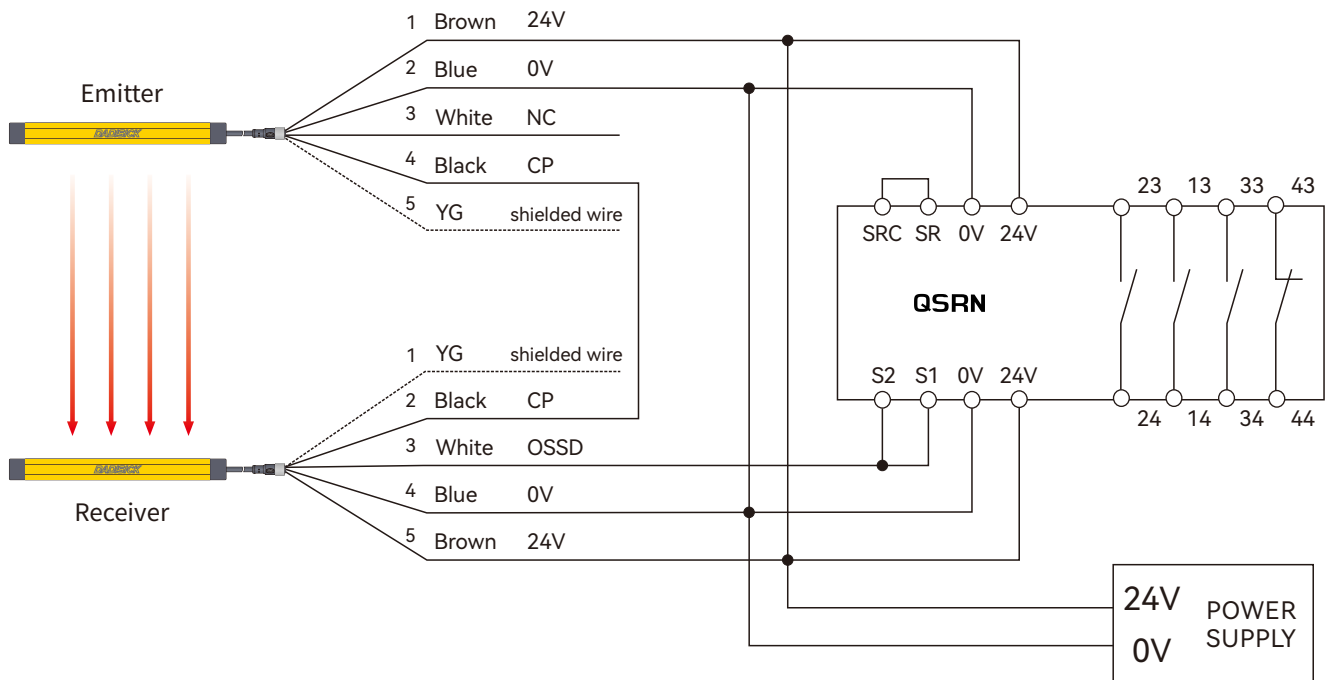 1 Brown 24V
2 Blue 0V
Emitter
3 White NC
DADISICK
4 Black CP
5 YG shielded wire
23 13 33 43
SRC SR 0V 24V
QSRN
1 YG shielded wire
S2 S1 0V 24V
2 Black CP
24 14 34 44
3 White OSSD
DADISICK
4 Blue 0V
Receiver
5 Brown 24V
24V POWER
SUPPLY
0V